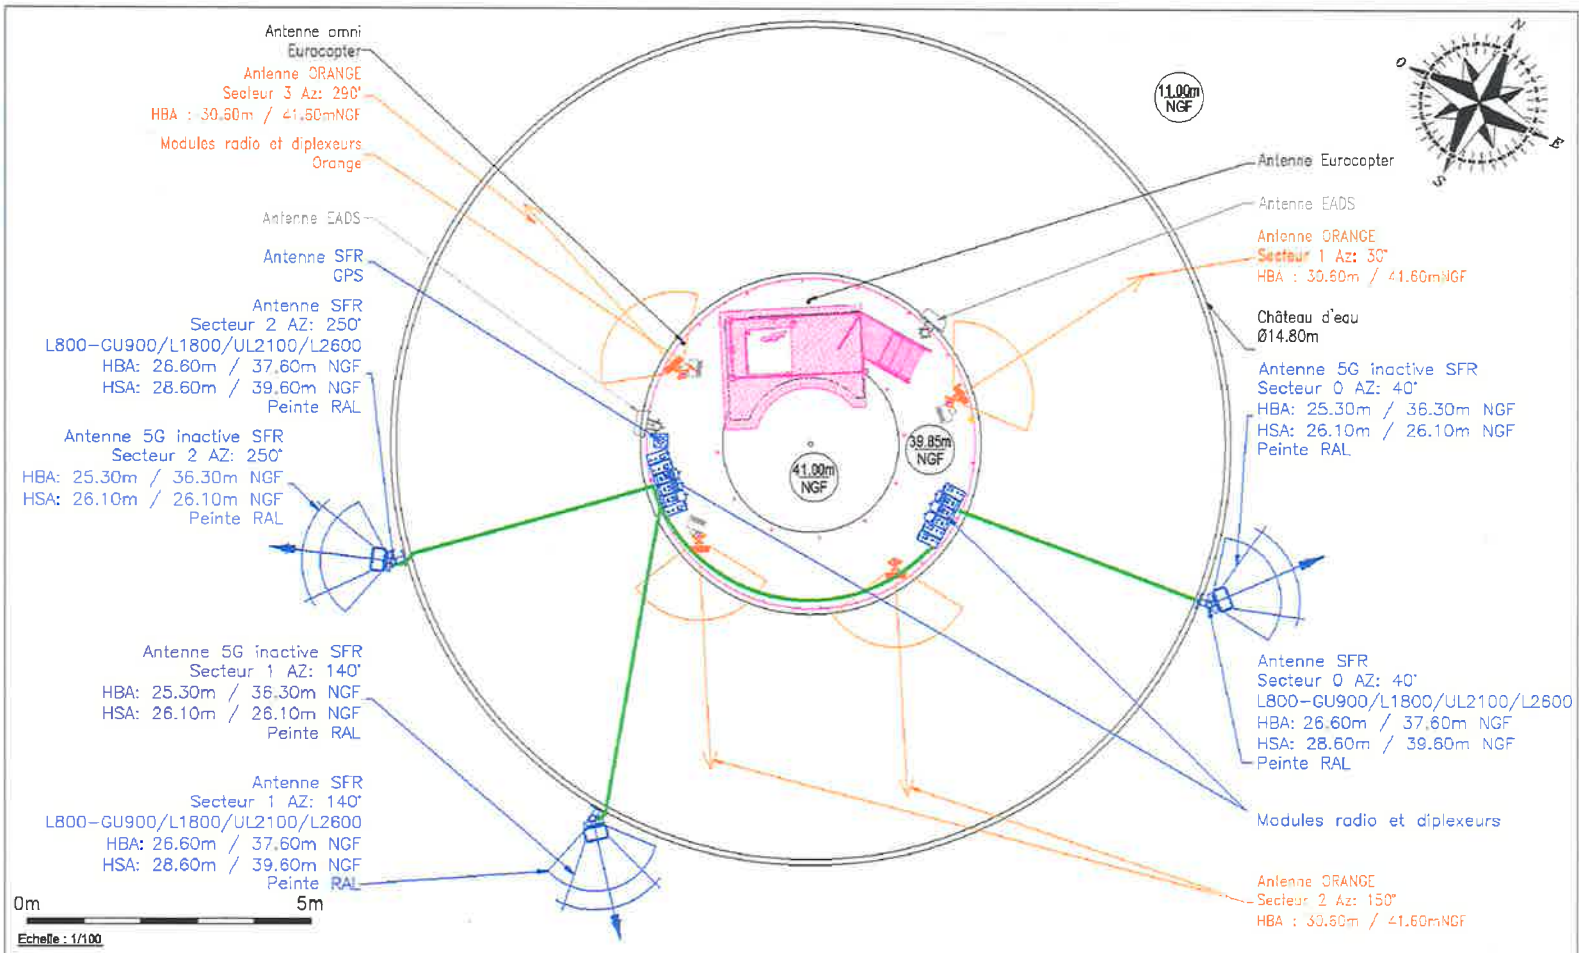 Antenne omni
Eurocopter
Antenne ORANGE
Secteur 3 Az: 290°
HBA : 30.60m / 41.60mNGF
Modules radio et diplexeurs
Orange
Antenne EADS
Antenne SFR
GPS
Antenne SFR
Secteur 2 AZ: 250°
L800-GU900/L1800/UL2100/L2600
HBA: 26.60m / 37.60m NGF
HSA: 28.60m / 39.60m NGF
Peinte RAL
Antenne 5G inactive SFR
Secteur 2 AZ: 250°
HBA: 25.30m / 36.30m NGF
HSA: 26.10m / 26.10m NGF
Peinte RAL
Antenne 5G inactive SFR
Secteur 1 AZ: 140°
HBA: 25.30m / 36.30m NGF
HSA: 26.10m / 26.10m NGF
Peinte RAL
Antenne SFR
Secteur 1 AZ: 140°
L800-GU900/L1800/UL2100/L2600
HBA: 26.60m / 37.60m NGF
HSA: 28.60m / 39.60m NGF
Peinte RAL
0m 5m
Echelle : 1/100
11.00m
NGF
39.85m
NGF
41.00m
NGF
N
O
E
S
Antenne Eurocopter
Antenne EADS
Antenne ORANGE
Secteur 1 Az: 30°
HBA : 30.60m / 41.60mNGF
Château d'eau
Ø14.80m
Antenne 5G inactive SFR
Secteur 0 AZ: 40°
HBA: 25.30m / 36.30m NGF
HSA: 26.10m / 26.10m NGF
Peinte RAL
Antenne SFR
Secteur 0 AZ: 40°
L800-GU900/L1800/UL2100/L2600
HBA: 26.60m / 37.60m NGF
HSA: 28.60m / 39.60m NGF
Peinte RAL
Modules radio et diplexeurs
Antenne ORANGE
Secteur 2 Az: 150°
HBA : 30.60m / 41.60mNGF